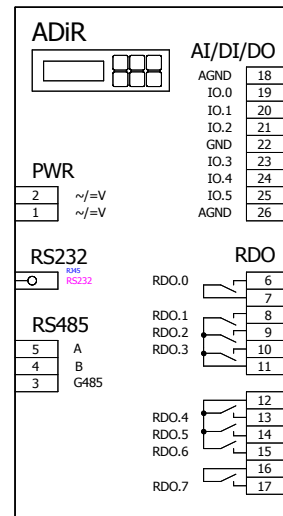 ADiR
AI/DI/DO
AGND 18
IO.0 19
IO.1 20
IO.2 21
GND 22
IO.3 23
IO.4 24
IO.5 25
AGND 26
PWR
2 ~/=V
1 ~/=V
RS232
RJ45
RS232
RS485
5 A
4 B
3 G485
RDO
RDO.0 6
7
RDO.1 8
RDO.2 9
RDO.3 10
11
12
RDO.4 13
RDO.5 14
RDO.6 15
16
RDO.7 17